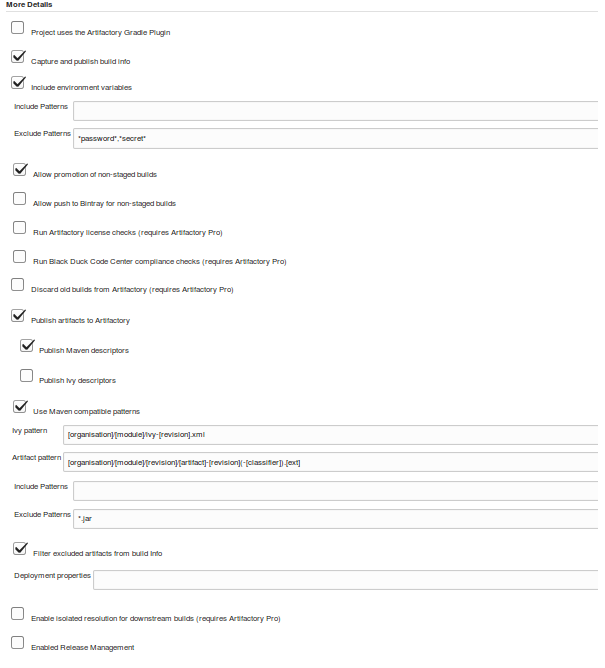 More Details
Project uses the Artifactory Gradle Plugin
Capture and publish build info
Include environment variables
Include Patterns
Exclude Patterns *password*,*secret*
Allow promotion of non-staged builds
Allow push to Bintray for non-staged builds
Run Artifactory license checks (requires Artifactory Pro)
Run Black Duck Code Center compliance checks (requires Artifactory Pro)
Discard old builds from Artifactory (requires Artifactory Pro)
Publish artifacts to Artifactory
Publish Maven descriptors
Publish Ivy descriptors
Use Maven compatible patterns
Ivy pattern [organisation]/[module]/ivy-[revision].xml
Artifact pattern [organisation]/[module]/[revision]/[artifact]-[revision](-[classifier]).[ext]
Include Patterns
Exclude Patterns *.jar
Filter excluded artifacts from build Info
Deployment properties
Enable isolated resolution for downstream builds (requires Artifactory Pro)
Enabled Release Management